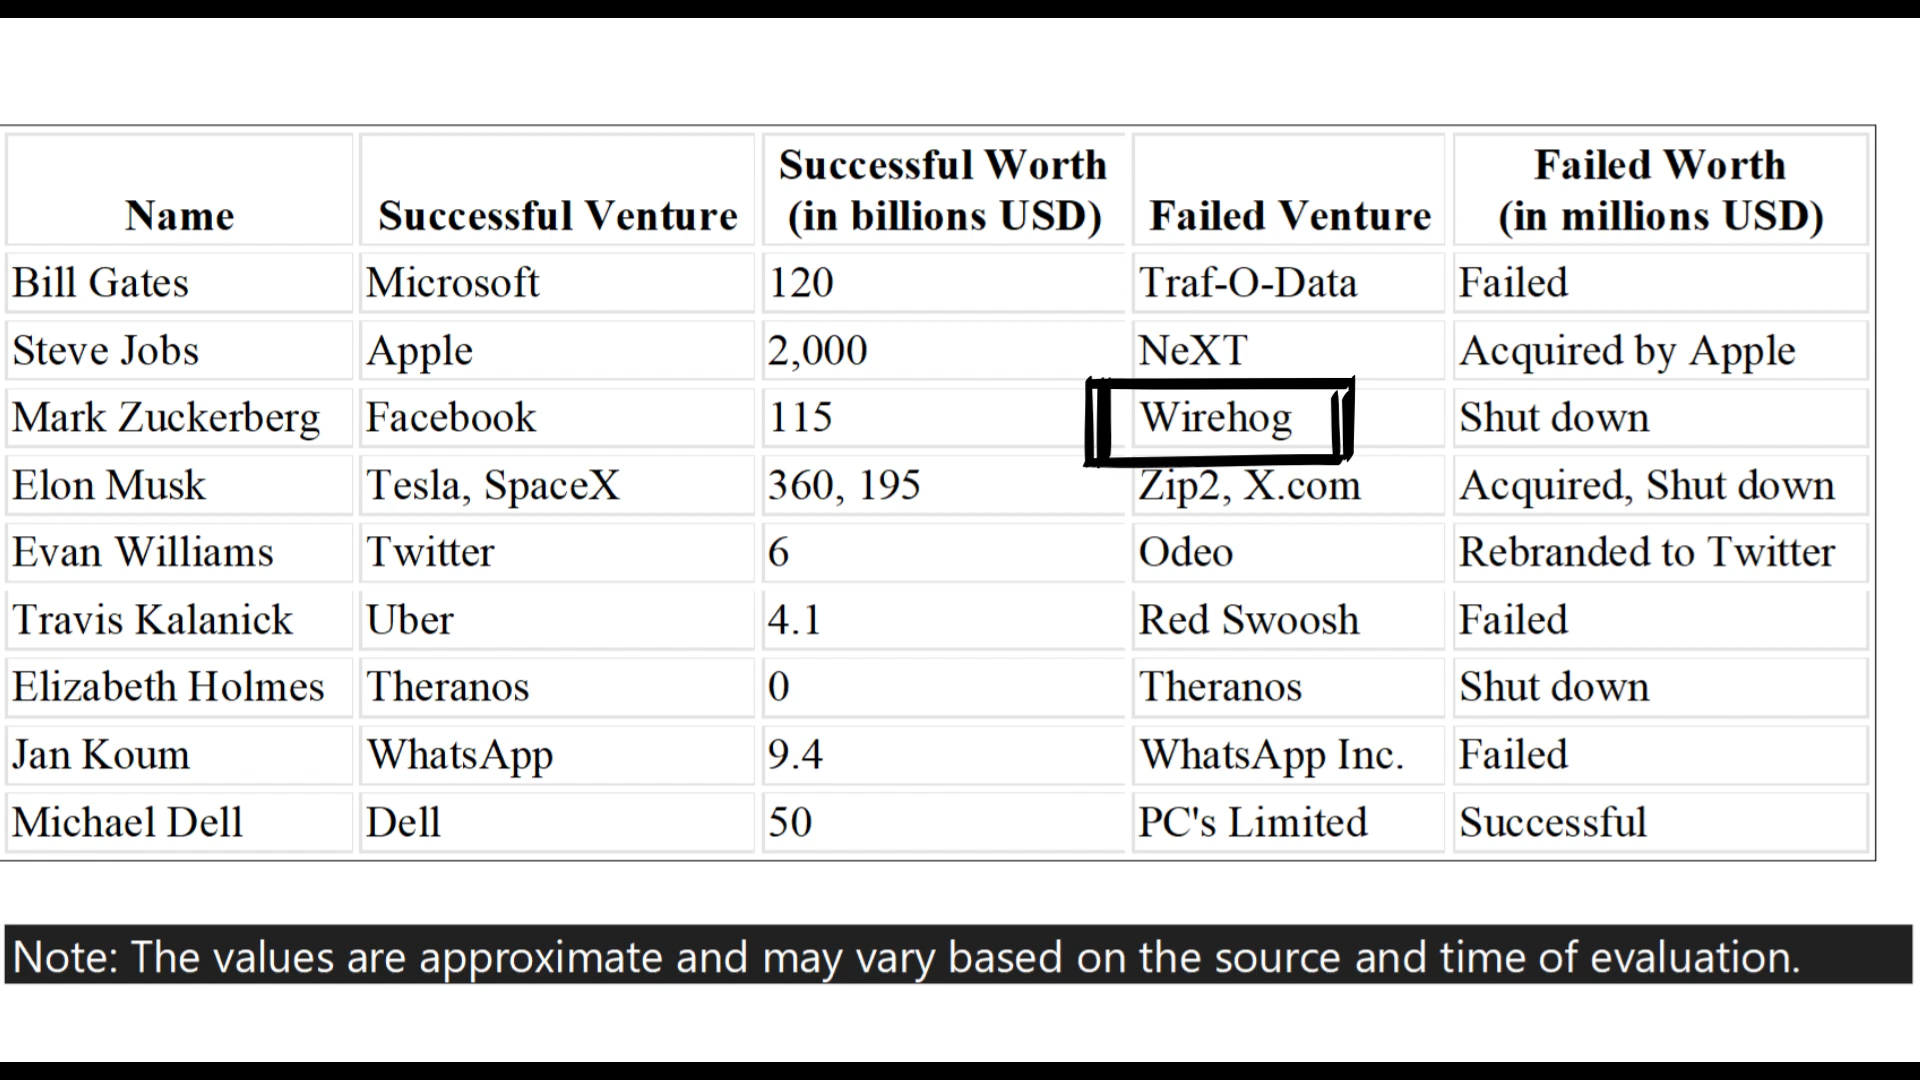 Name Successful Venture Successful Worth (in billions USD) Failed Venture Failed Worth (in millions USD)
Bill Gates Microsoft 120 Traf-O-Data Failed
Steve Jobs Apple 2,000 NeXT Acquired by Apple
Mark Zuckerberg Facebook 115 Wirehog Shut down
Elon Musk Tesla, SpaceX 360, 195 Zip2, X.com Acquired, Shut down
Evan Williams Twitter 6 Odeo Rebranded to Twitter
Travis Kalanick Uber 4.1 Red Swoosh Failed
Elizabeth Holmes Theranos 0 Theranos Shut down
Jan Koum WhatsApp 9.4 WhatsApp Inc. Failed
Michael Dell Dell 50 PC's Limited Successful
Note: The values are approximate and may vary based on the source and time of evaluation.